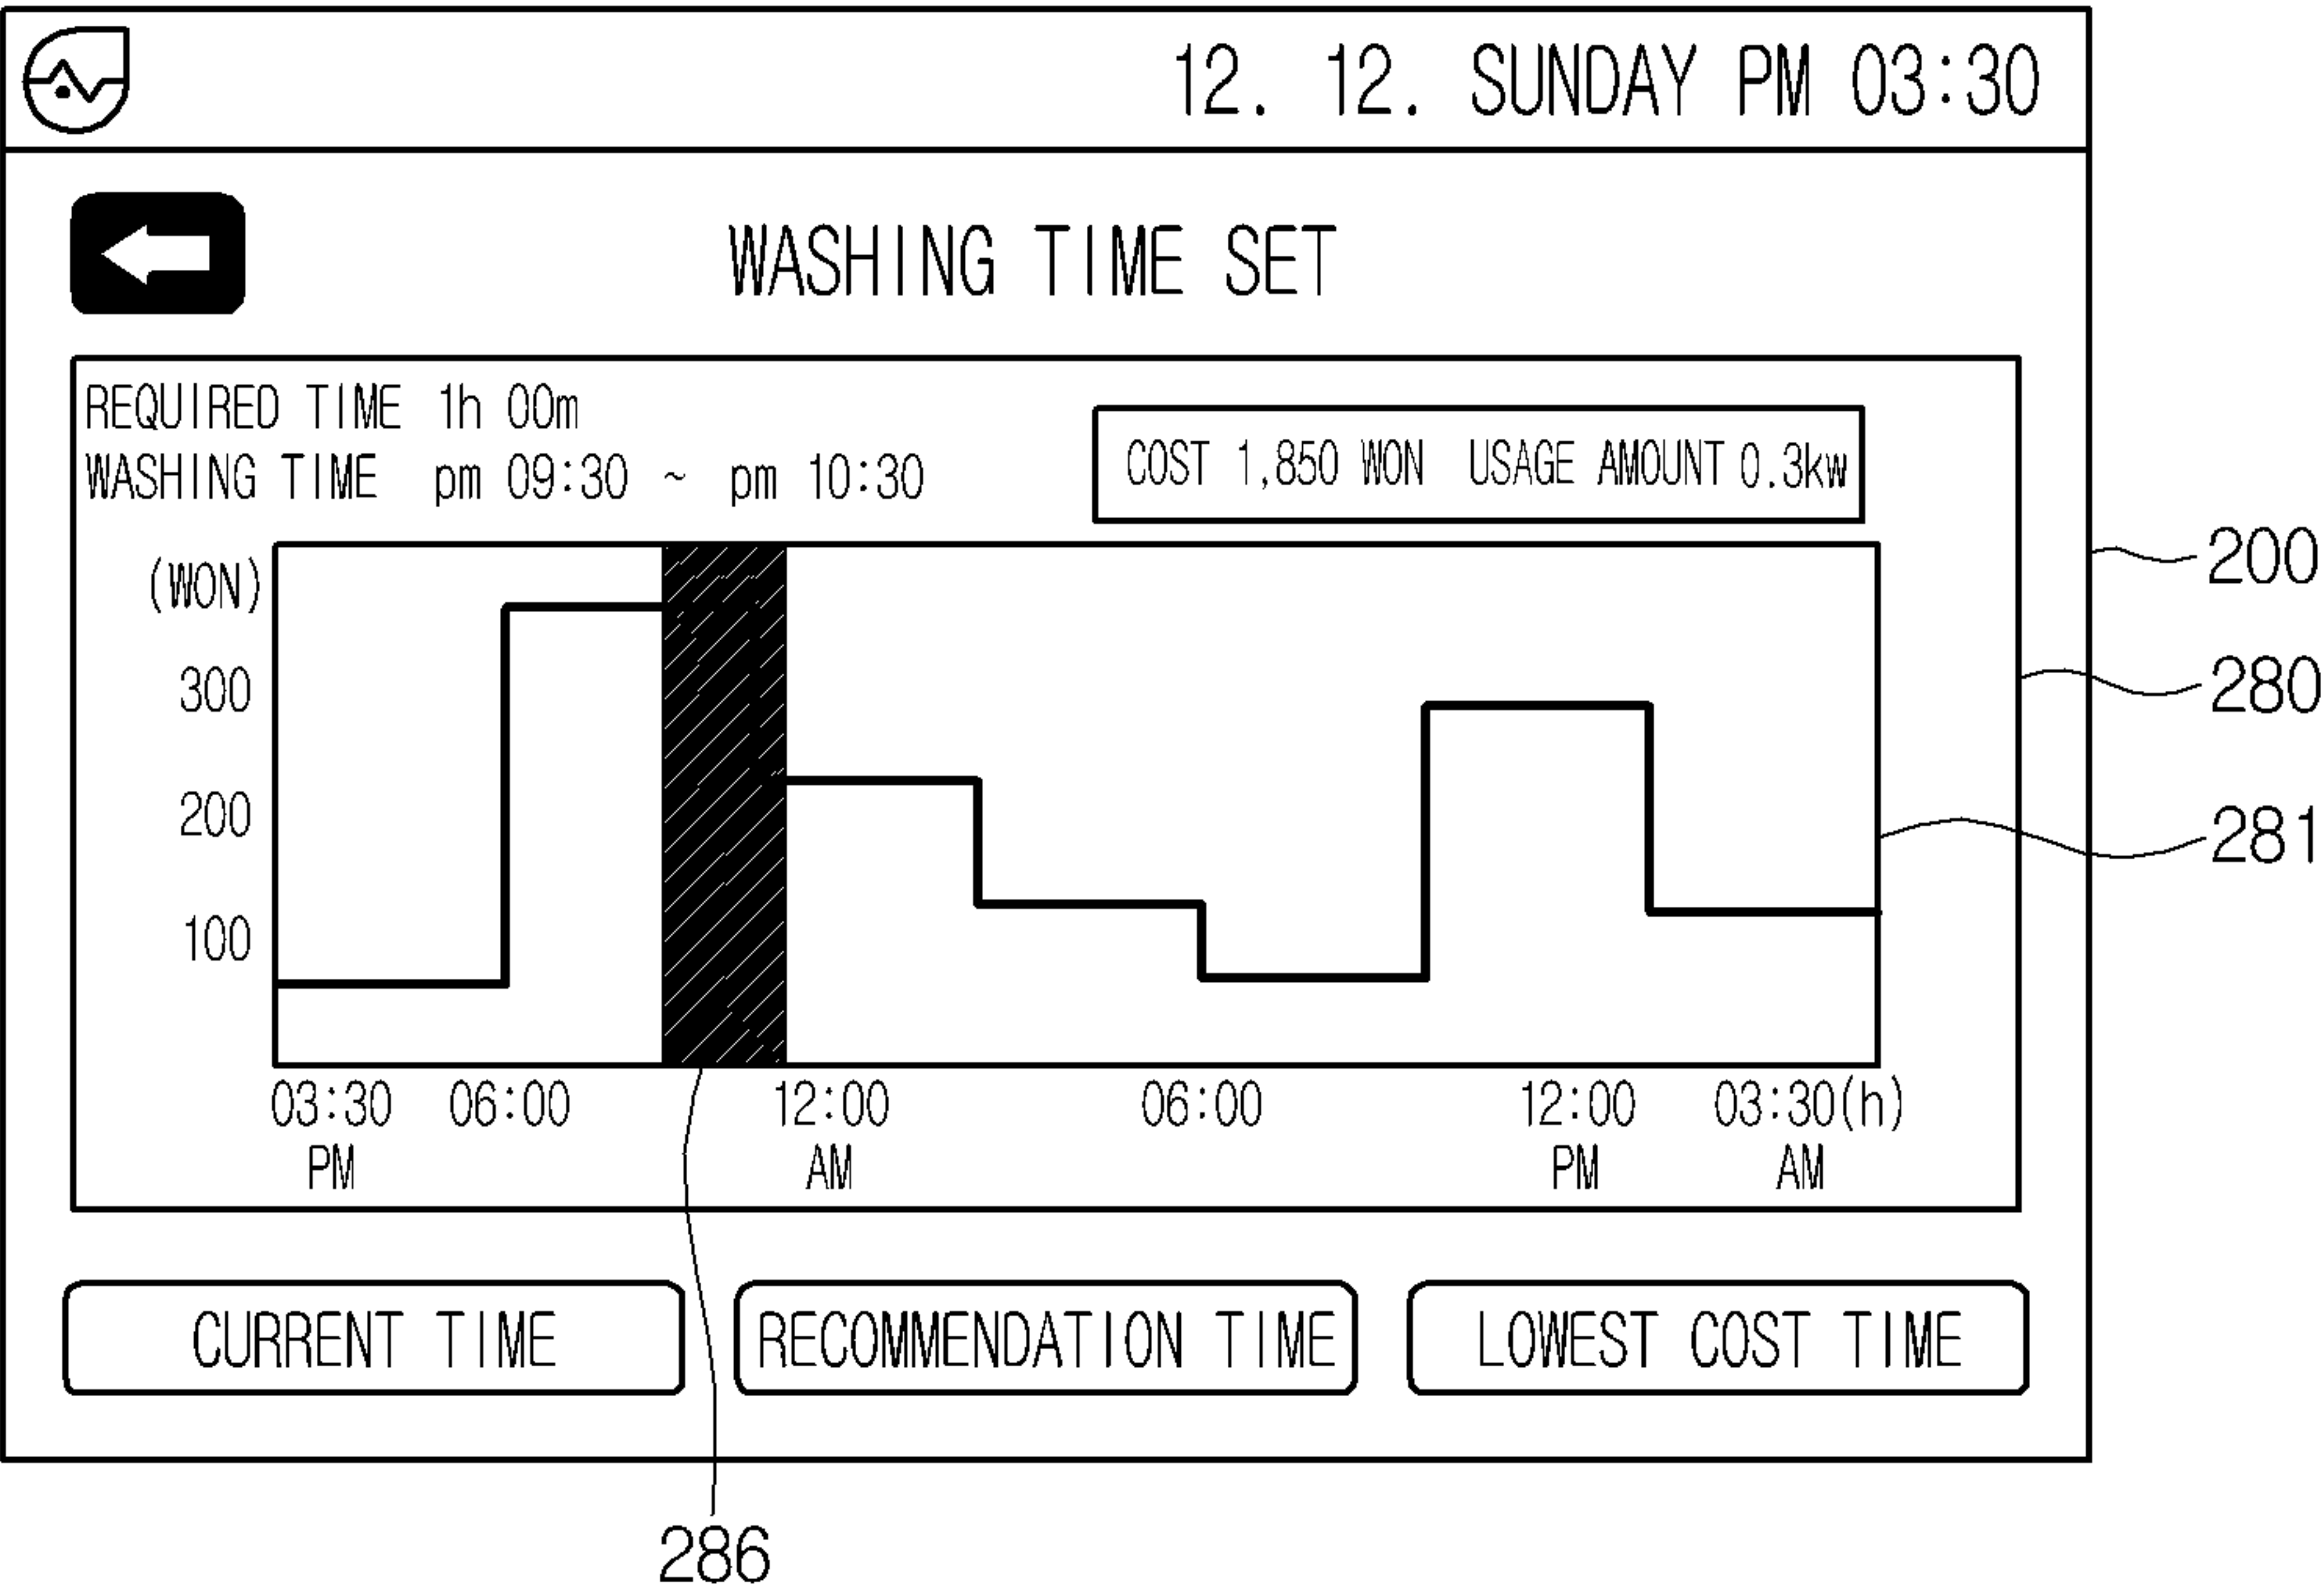 12. 12. SUNDAY PM 03:30
WASHING TIME SET
REQUIRED TIME 1h 00m
WASHING TIME pm 09:30 ~ pm 10:30
COST 1,850 WON USAGE AMOUNT 0.3kw
(WON)
300
200
100
03:30 06:00 12:00 06:00 12:00 03:30(h)
PM AM PM AM
CURRENT TIME
RECOMMENDATION TIME
LOWEST COST TIME
200
280
281
286